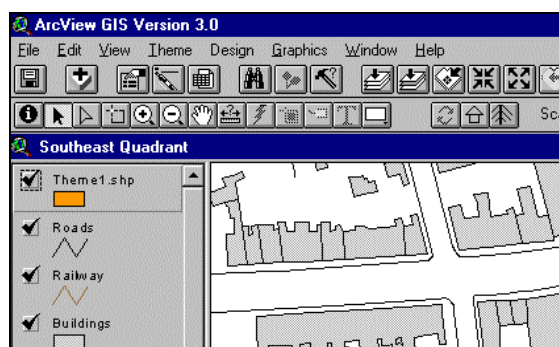 ArcView GIS Version 3.0
File Edit View Theme Design Graphics Window Help
Sca
Southeast Quadrant
Theme1.shp
Roads
Railway
Buildings